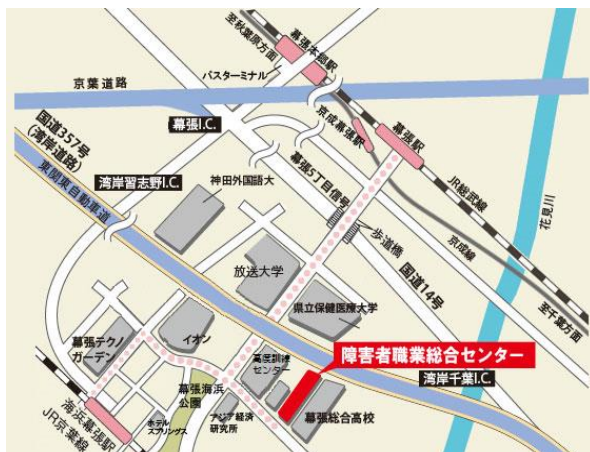 至秋葉原方面
幕張本郷駅
バスターミナル
京葉道路
幕張I.C.
京成幕張駅
幕張駅
国道357号
(湾岸道路)
東関東自動車道
湾岸習志野I.C.
神田外国語大
幕張5丁目信号
JR総武線
花見川
歩道橋
京成線
放送大学
国道14号
県立保健医療大学
至千葉方面
幕張テクノ
ガーデン
イオン
高度訓練
センター
障害者職業総合センター
湾岸千葉I.C.
幕張海浜
公園
幕張総合高校
海浜幕張駅
JR京葉線
ホテル
スプリングス
アジア経済
研究所